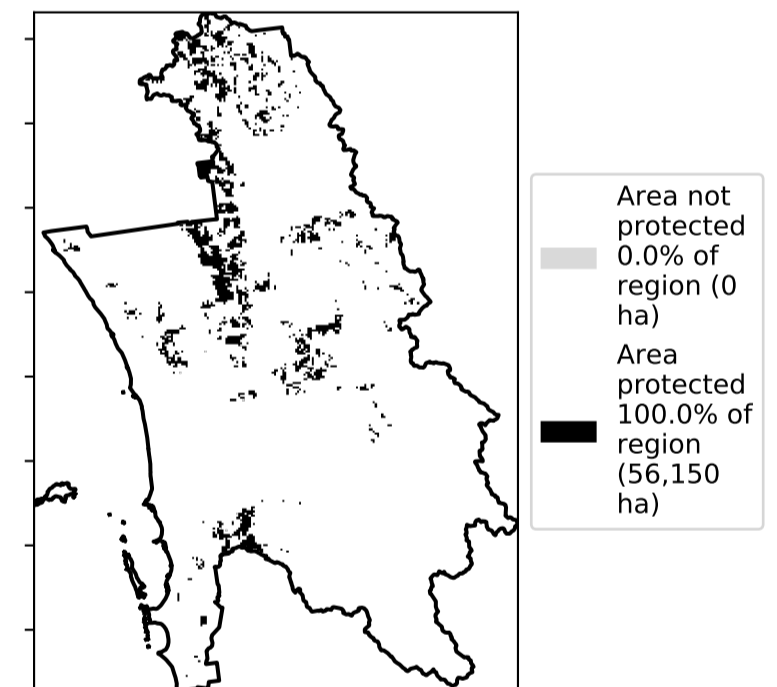 Area not
protected
0.0% of
region (0
ha)
Area
protected
100.0% of
region
(56,150
ha)